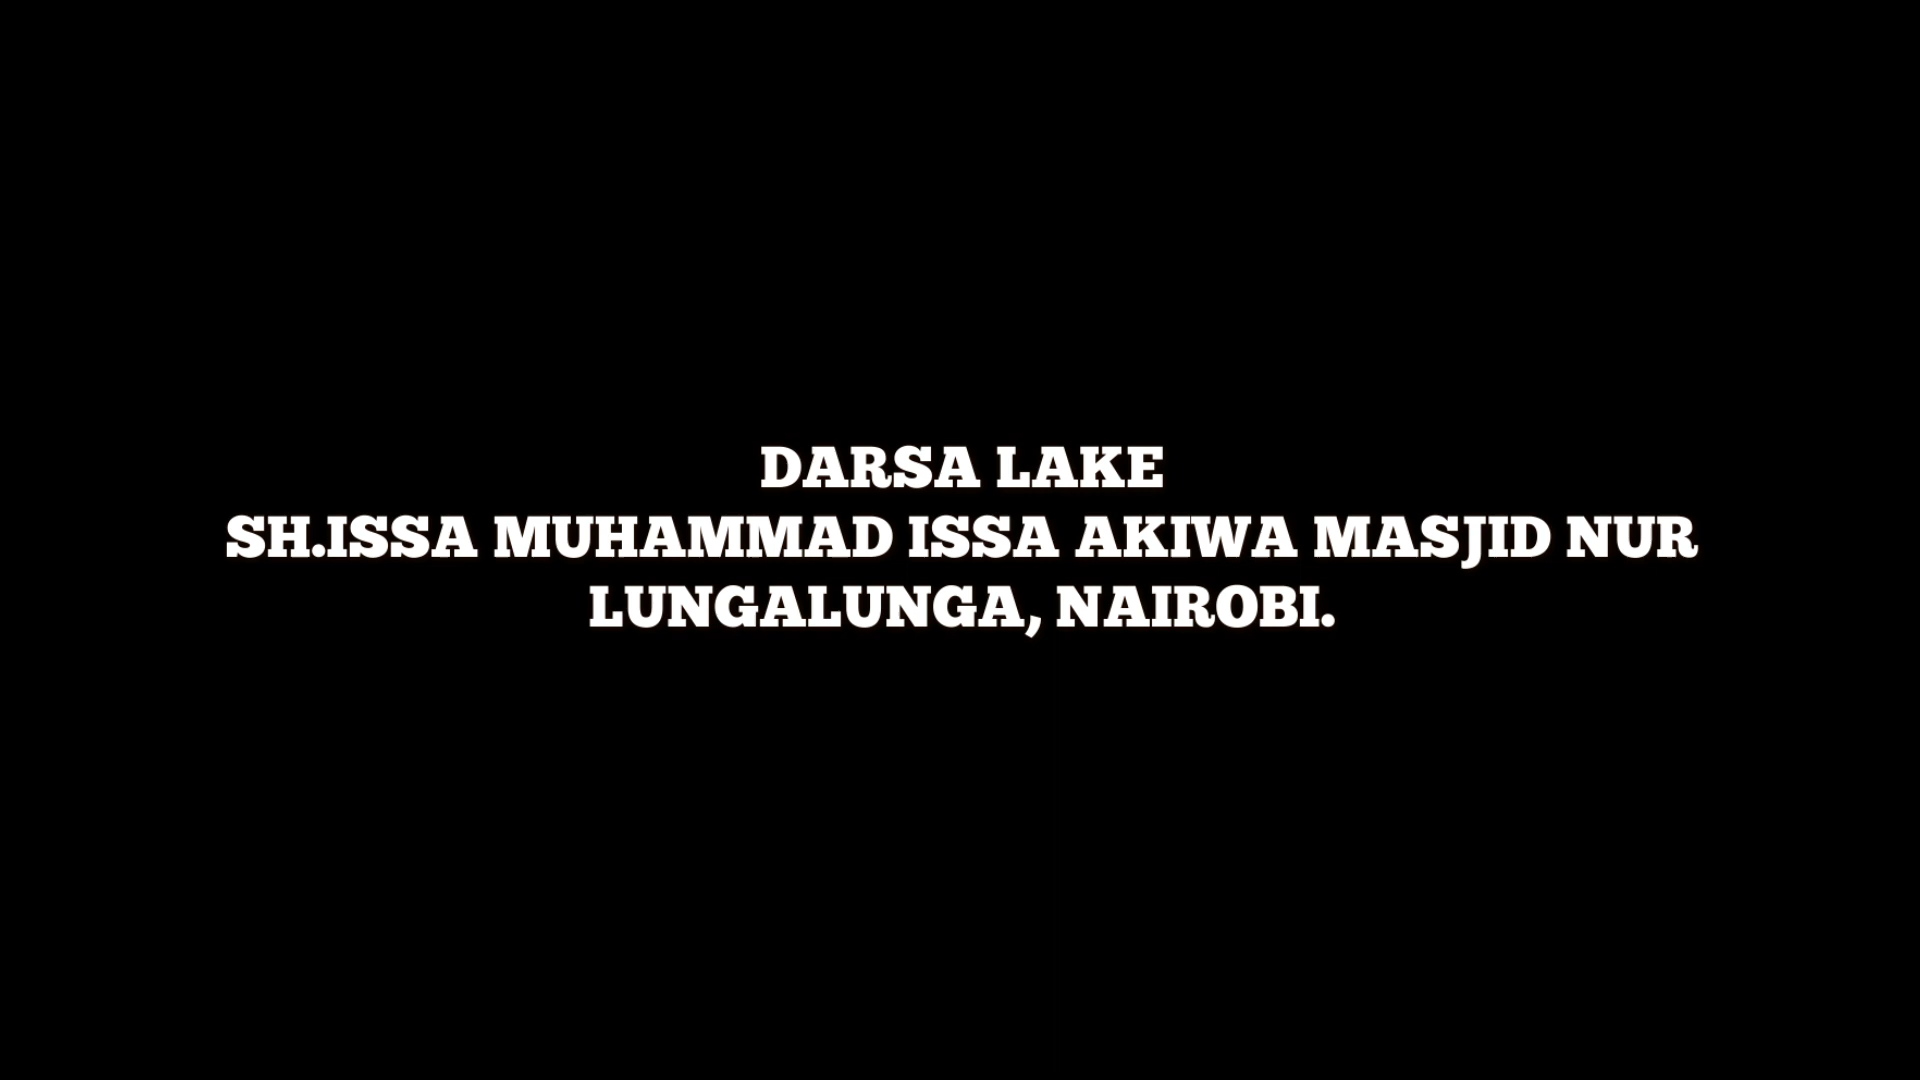 DARSA LAKE
SH.ISSA MUHAMMAD ISSA AKIWA MASJID NUR
LUNGALUNGA, NAIROBI.